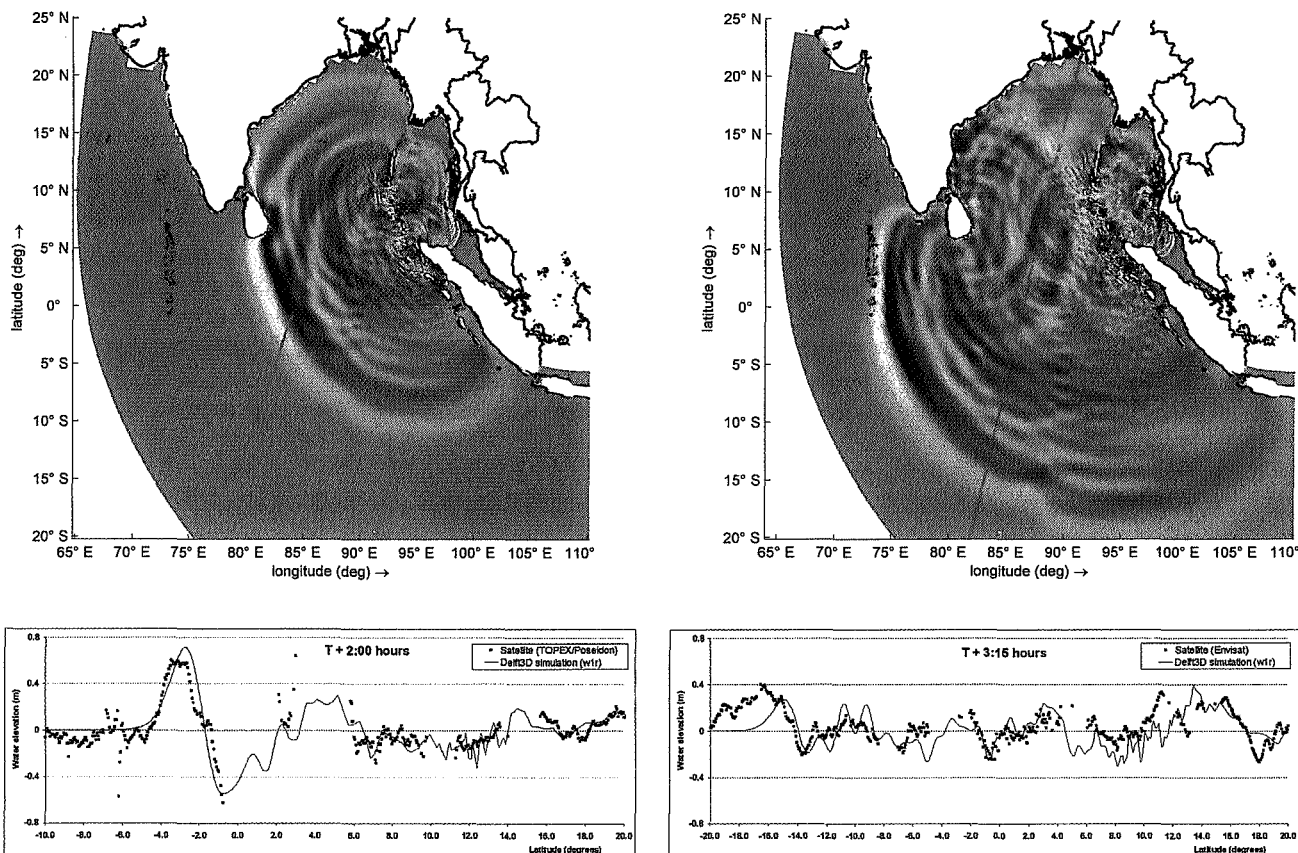 25° N
20° N
15° N
10° N
5° N
0°
5° S
10° S
15° S
20° S
latitude (deg) →
65° E 70° E 75° E 80° E 85° E 90° E 95° E 100° E 105° E 110°
longitude (deg) →
25° N
20° N
15° N
10° N
5° N
0°
5° S
10° S
15° S
20° S
latitude (deg) →
65° E 70° E 75° E 80° E 85° E 90° E 95° E 100° E 105° E 110°
longitude (deg) →
T + 2:00 hours
Satellite (TOPEX/Poseidon)
Delft3D simulation (w1r)
Water elevation (m)
0.8
0.4
0
-0.4
-0.8
-10.0 -8.0 -6.0 -4.0 -2.0 0.0 2.0 4.0 6.0 8.0 10.0 12.0 14.0 16.0 18.0 20.0
Latitude (degrees)
T + 3:15 hours
Satellite (Envisat)
Delft3D simulation (w1r)
Water elevation (m)
0.8
0.4
0
-0.4
-0.8
-20.0 -18.0 -16.0 -14.0 -12.0 -10.0 -8.0 -6.0 -4.0 -2.0 0.0 2.0 4.0 6.0 8.0 10.0 12.0 14.0 16.0 18.0 20.0
Latitude (degrees)